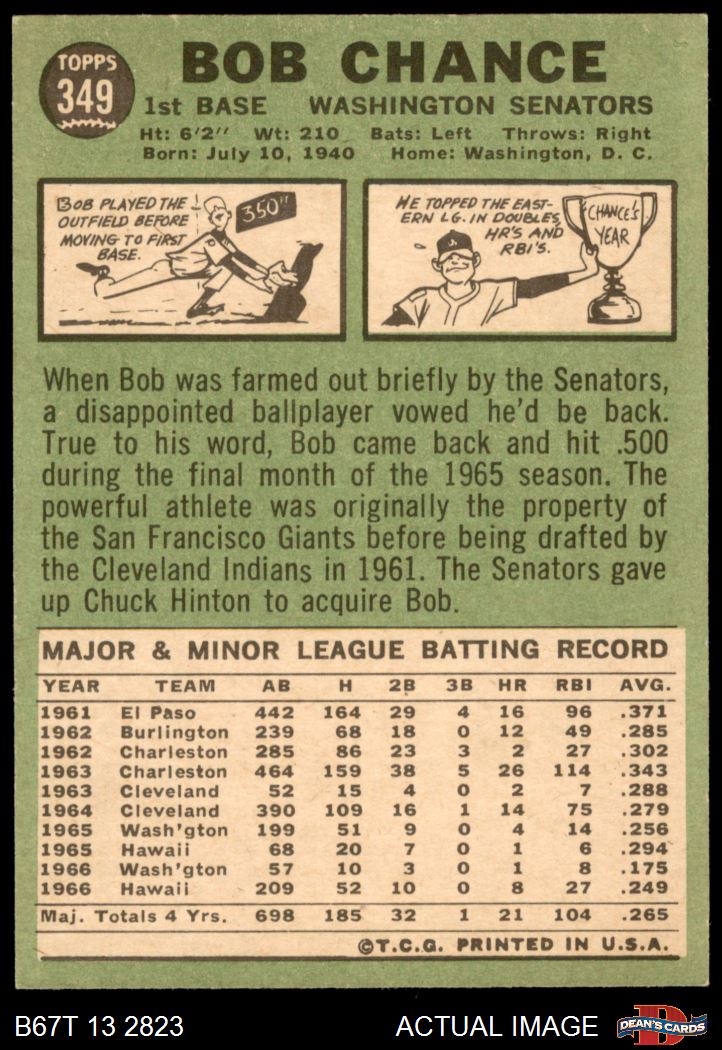 TOPPS
349
BOB CHANCE
1st BASE WASHINGTON SENATORS
Ht: 6'2" Wt: 210 Bats: Left Throws: Right
Born: July 10, 1940 Home: Washington, D. C.
BOB PLAYED THE
OUTFIELD BEFORE
MOVING TO FIRST
BASE.
350"
HE TOPPED THE EAST-
ERN LG. IN DOUBLES,
HR'S AND
RBI'S.
CHANCE'S
YEAR
When Bob was farmed out briefly by the Senators,
a disappointed ballplayer vowed he'd be back.
True to his word, Bob came back and hit .500
during the final month of the 1965 season. The
powerful athlete was originally the property of
the San Francisco Giants before being drafted by
the Cleveland Indians in 1961. The Senators gave
up Chuck Hinton to acquire Bob.
MAJOR & MINOR LEAGUE BATTING RECORD
YEAR TEAM AB H 2B 3B HR RBI AVG.
1961 El Paso 442 164 29 4 16 96 .371
1962 Burlington 239 68 18 0 12 49 .285
1962 Charleston 285 86 23 3 2 27 .302
1963 Charleston 464 159 38 5 26 114 .343
1963 Cleveland 52 15 4 0 2 7 .288
1964 Cleveland 390 109 16 1 14 75 .279
1965 Wash'gton 199 51 9 0 4 14 .256
1965 Hawaii 68 20 7 0 1 6 .294
1966 Wash'gton 57 10 3 0 1 8 .175
1966 Hawaii 209 52 10 0 8 27 .249
Maj. Totals 4 Yrs. 698 185 32 1 21 104 .265
©T.C.G. PRINTED IN U.S.A.
B67T 13 2823 ACTUAL IMAGE
D
DEAN'S CARDS